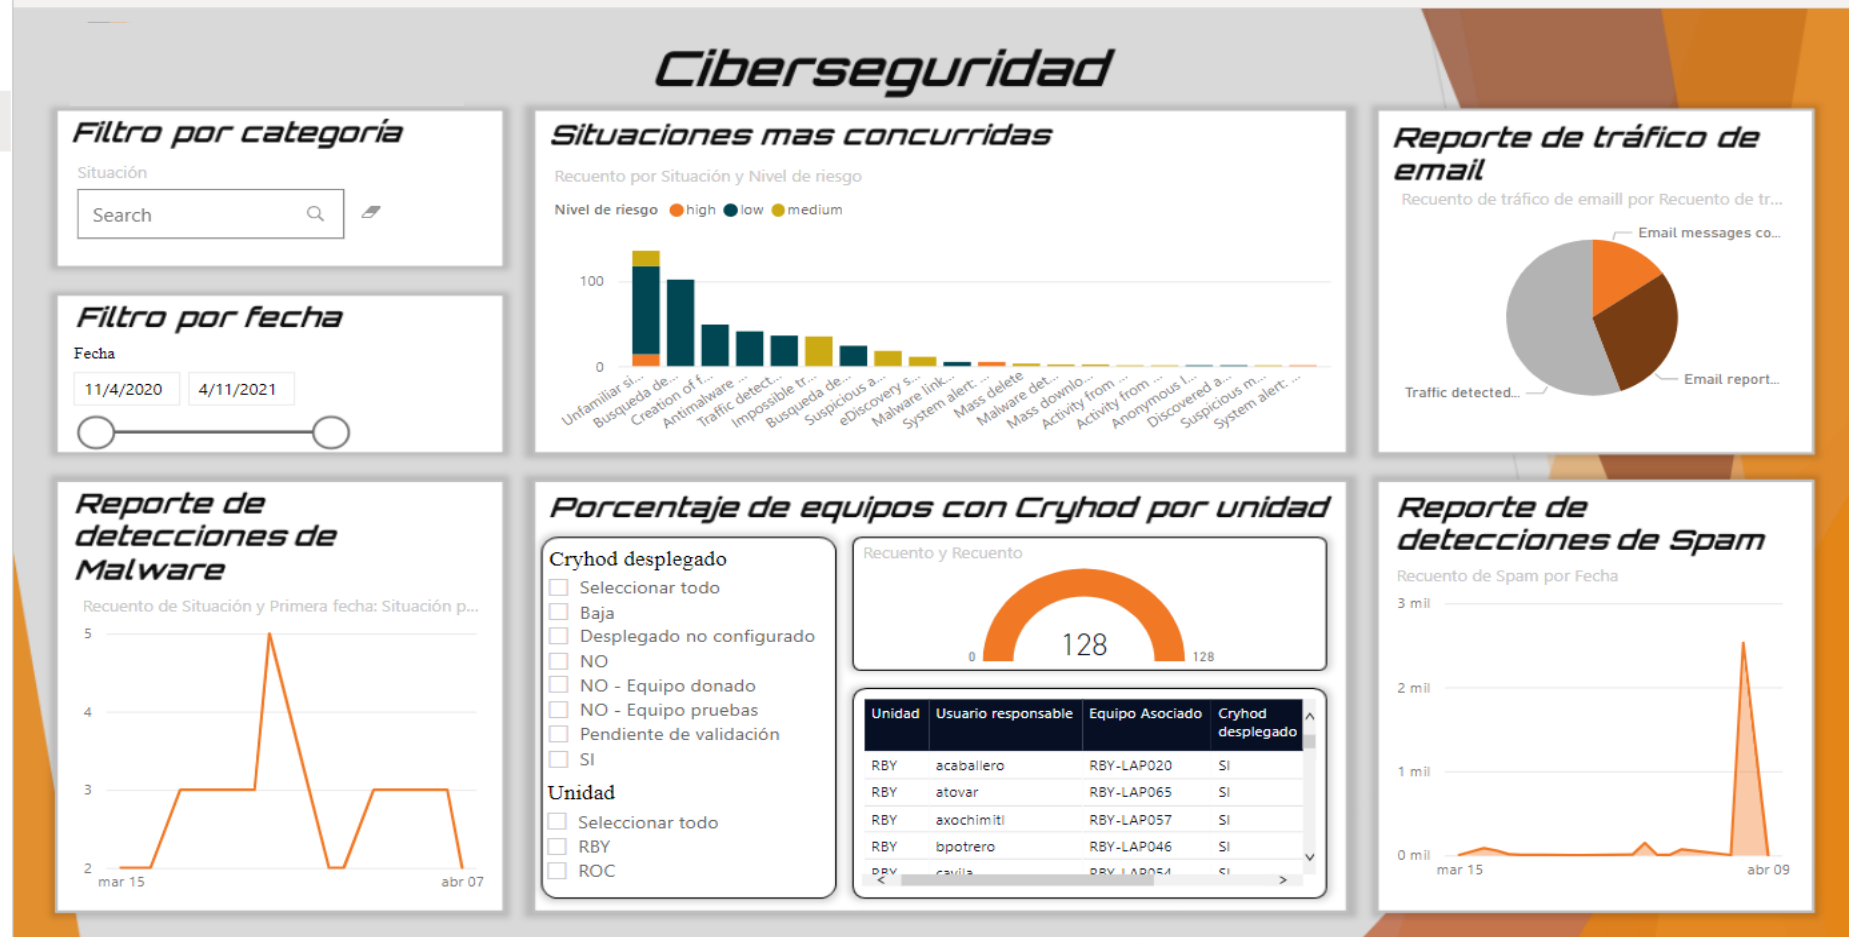 Ciberseguridad
Filtro por categoría
Situación
Search
Filtro por fecha
Fecha
11/4/2020
4/11/2021
Situaciones mas concurridas
Recuento por Situación y Nivel de riesgo
Nivel de riesgo high low medium
100
0
Unfamiliar si...
Busqueda de...
Creation of f...
Antimalware ...
Traffic detect...
Impossible tr...
Busqueda de...
Suspicious a...
eDiscovery s...
Malware link...
System alert: ...
Mass delete
Malware det...
Mass downlo...
Activity from ...
Activity from ...
Anonymous I...
Discovered a...
Suspicious m...
System alert: ...
Reporte de tráfico de
email
Recuento de tráfico de emaill por Recuento de tr...
Email messages co...
Email report...
Traffic detected...
Reporte de
detecciones de
Malware
Recuento de Situación y Primera fecha: Situación p...
5
4
3
2
mar 15
abr 07
Porcentaje de equipos con Cryhod por unidad
Cryhod desplegado
Seleccionar todo
Baja
Desplegado no configurado
NO
NO - Equipo donado
NO - Equipo pruebas
Pendiente de validación
SI
Unidad
Seleccionar todo
RBY
ROC
Recuento y Recuento
128
0
128
Unidad Usuario responsable Equipo Asociado Cryhod
desplegado
RBY acaballero RBY-LAP020 SI
RBY atovar RBY-LAP065 SI
RBY axochimitl RBY-LAP057 SI
RBY bpotrero RBY-LAP046 SI
RBY cavila RBY-LAP054 SI
Reporte de
detecciones de Spam
Recuento de Spam por Fecha
3 mil
2 mil
1 mil
0 mil
mar 15
abr 09